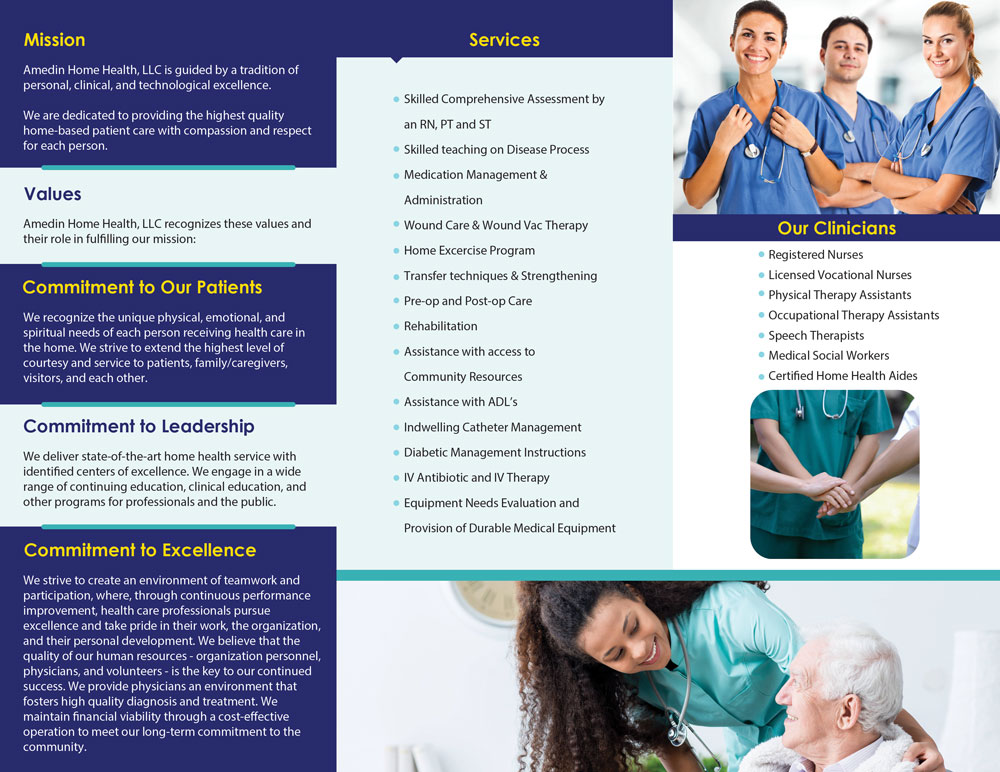 Mission
Amedin Home Health, LLC is guided by a tradition of
personal, clinical, and technological excellence.
We are dedicated to providing the highest quality
home-based patient care with compassion and respect
for each person.
Values
Amedin Home Health, LLC recognizes these values and
their role in fulfilling our mission:
Commitment to Our Patients
We recognize the unique physical, emotional, and
spiritual needs of each person receiving health care in
the home. We strive to extend the highest level of
courtesy and service to patients, family/caregivers,
visitors, and each other.
Commitment to Leadership
We deliver state-of-the-art home health service with
identified centers of excellence. We engage in a wide
range of continuing education, clinical education, and
other programs for professionals and the public.
Commitment to Excellence
We strive to create an environment of teamwork and
participation, where, through continuous performance
improvement, health care professionals pursue
excellence and take pride in their work, the organization,
and their personal development. We believe that the
quality of our human resources - organization personnel,
physicians, and volunteers - is the key to our continued
success. We provide physicians an environment that
fosters high quality diagnosis and treatment. We
maintain financial viability through a cost-effective
operation to meet our long-term commitment to the
community.
Services
• Skilled Comprehensive Assessment by
an RN, PT and ST
• Skilled teaching on Disease Process
• Medication Management &
Administration
• Wound Care & Wound Vac Therapy
• Home Excercise Program
• Transfer techniques & Strengthening
• Pre-op and Post-op Care
• Rehabilitation
• Assistance with access to
Community Resources
• Assistance with ADL's
• Indwelling Catheter Management
• Diabetic Management Instructions
• IV Antibiotic and IV Therapy
• Equipment Needs Evaluation and
Provision of Durable Medical Equipment
Our Clinicians
• Registered Nurses
• Licensed Vocational Nurses
• Physical Therapy Assistants
• Occupational Therapy Assistants
• Speech Therapists
• Medical Social Workers
• Certified Home Health Aides